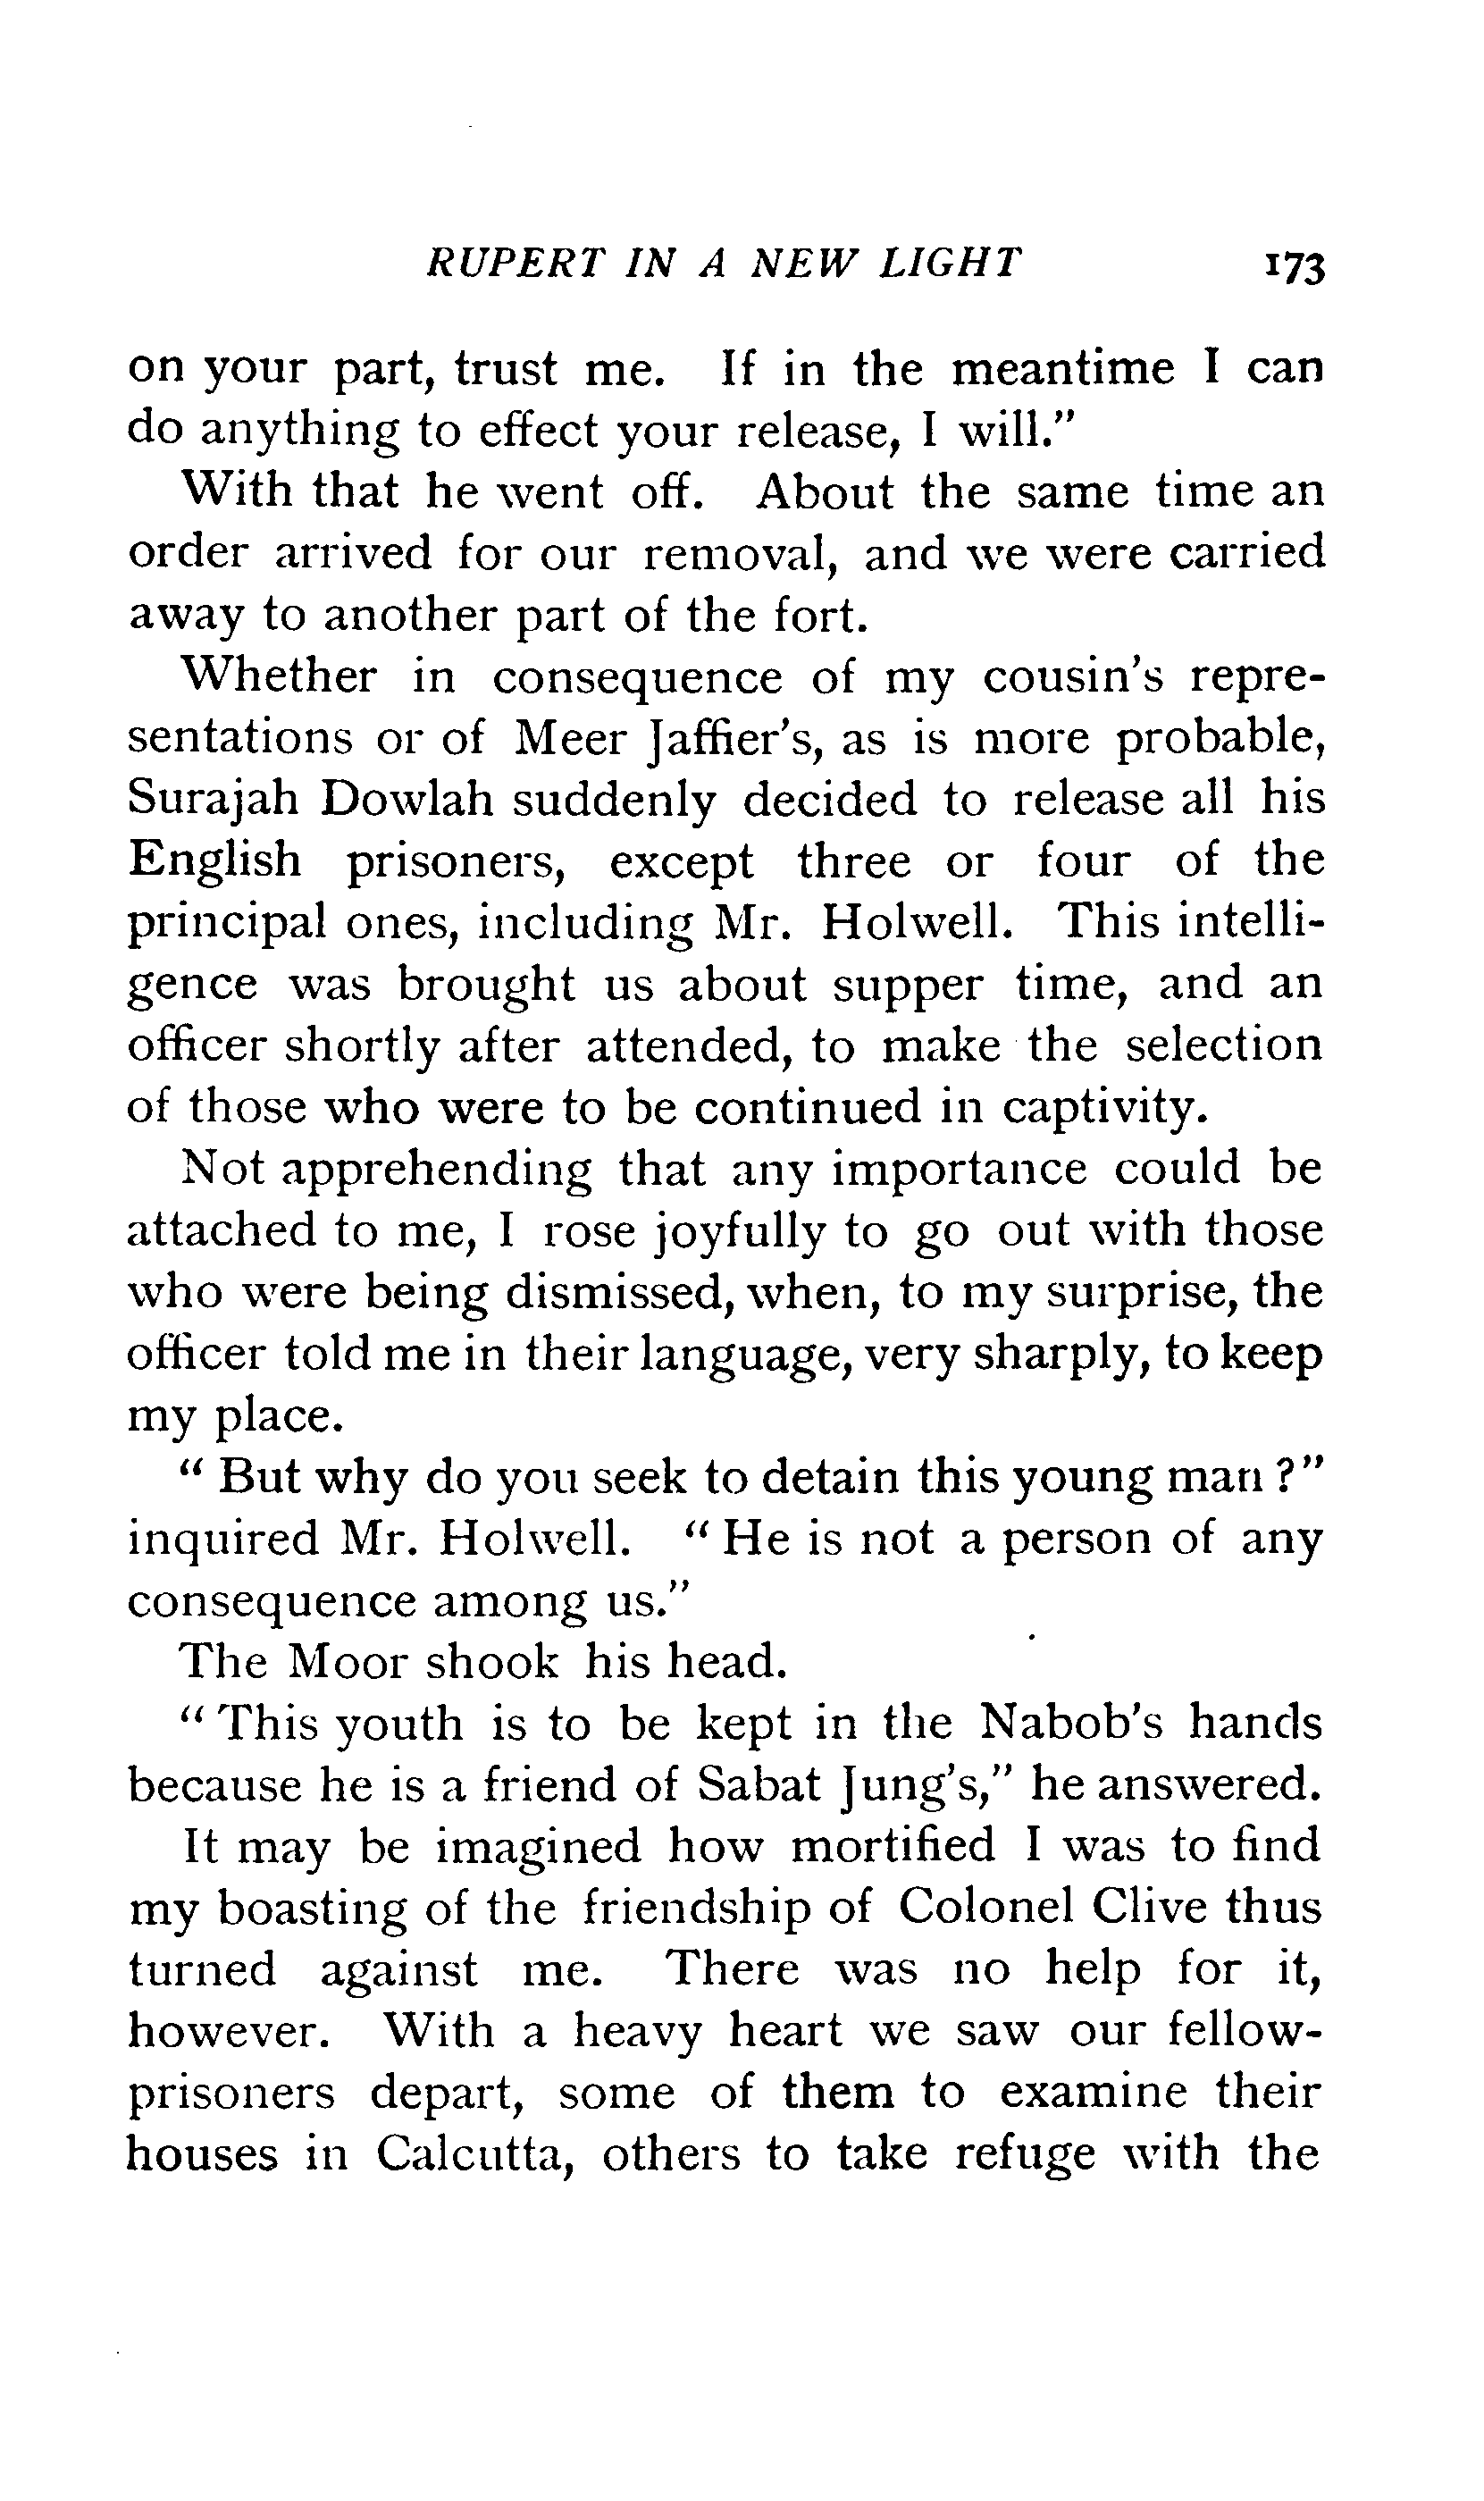 RUPERT IN A NEW LIGHT 173
on your part, trust me. If in the meantime I can
do anything to effect your release, I will."
With that he went off. About the same time an
order arrived for our removal, and we were carried
away to another part of the fort.
Whether in consequence of my cousin's repre-
sentations or of Meer Jaffier's, as is more probable,
Surajah Dowlah suddenly decided to release all his
English prisoners, except three or four of the
principal ones, including Mr. Holwell. This intelli-
gence was brought us about supper time, and an
officer shortly after attended, to make the selection
of those who were to be continued in captivity.
Not apprehending that any importance could be
attached to me, I rose joyfully to go out with those
who were being dismissed, when, to my surprise, the
officer told me in their language, very sharply, to keep
my place.
" But why do you seek to detain this young man ?"
inquired Mr. Holwell. " He is not a person of any
consequence among us."
The Moor shook his head.
" This youth is to be kept in the Nabob's hands
because he is a friend of Sabat Jung's," he answered.
It may be imagined how mortified I was to find
my boasting of the friendship of Colonel Clive thus
turned against me. There was no help for it,
however. With a heavy heart we saw our fellow-
prisoners depart, some of them to examine their
houses in Calcutta, others to take refuge with the